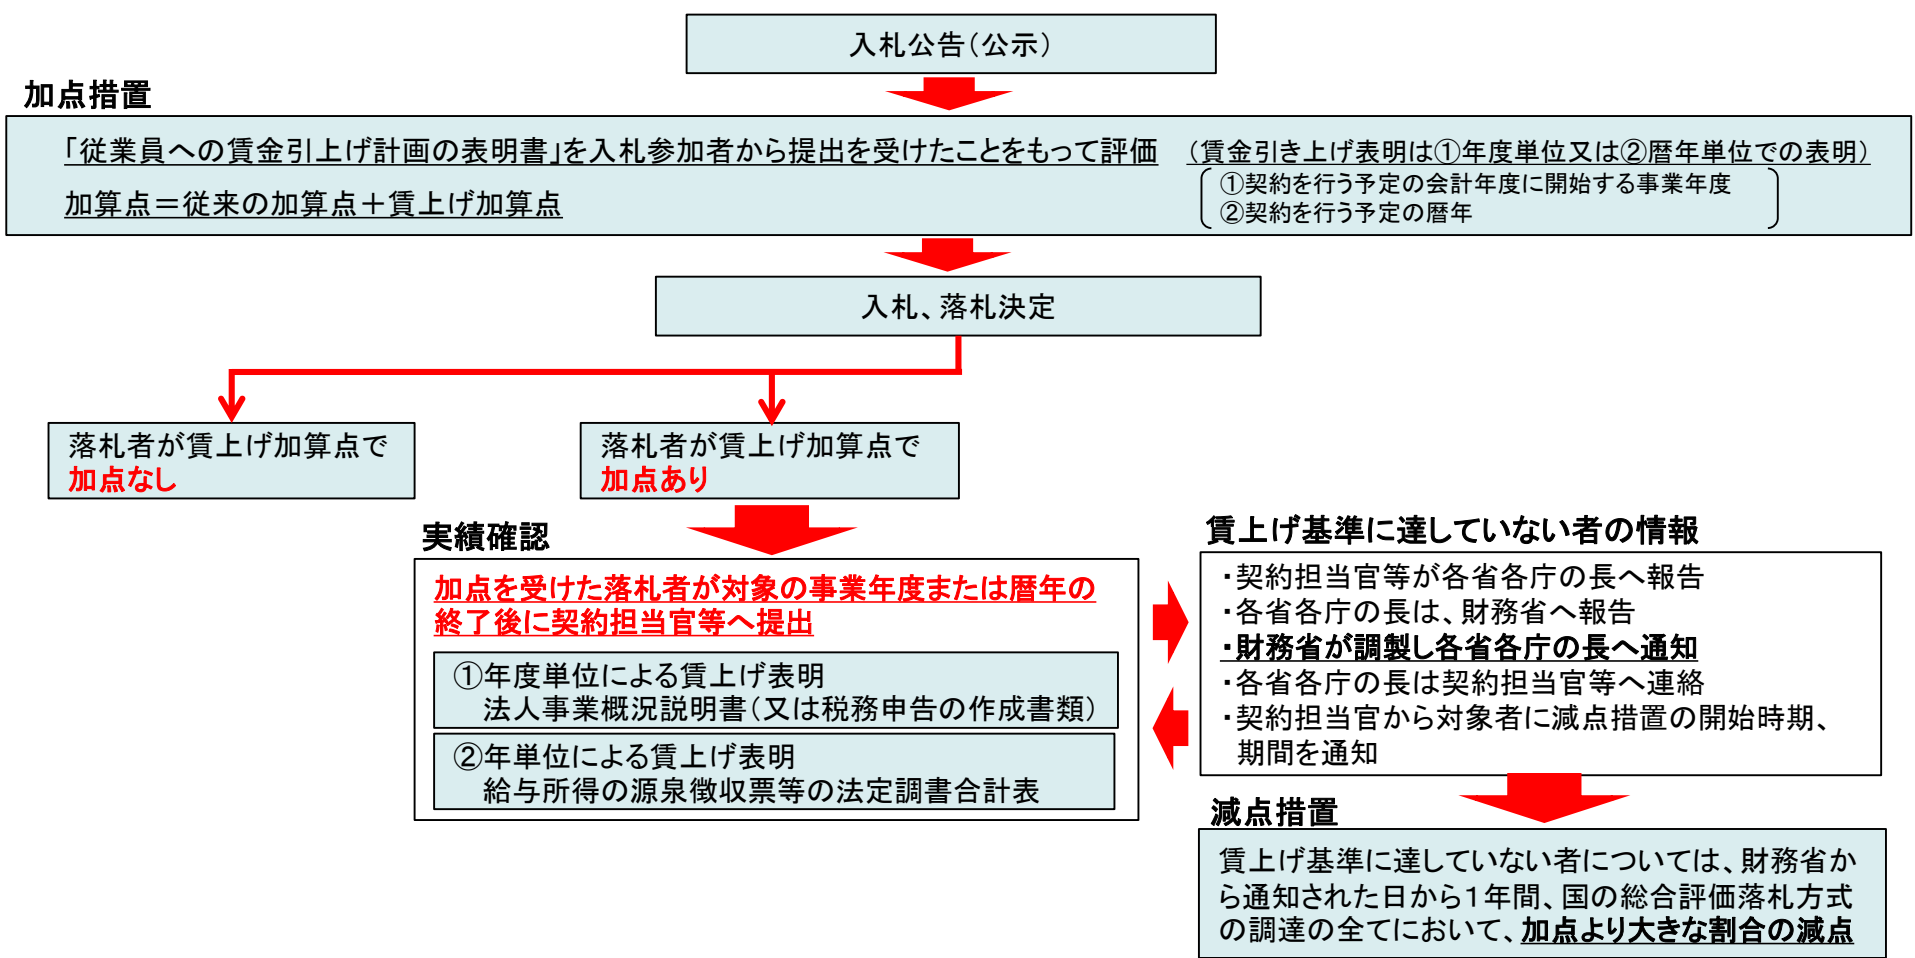 入札公告(公示)
加点措置
「従業員への賃金引上げ計画の表明書」を入札参加者から提出を受けたことをもって評価 (賃金引き上げ表明は①年度単位又は②暦年単位での表明)
加算点＝従来の加算点＋賃上げ加算点
①契約を行う予定の会計年度に開始する事業年度
②契約を行う予定の暦年
入札、落札決定
落札者が賃上げ加算点で
加点なし
落札者が賃上げ加算点で
加点あり
実績確認
加点を受けた落札者が対象の事業年度または暦年の
終了後に契約担当官等へ提出
①年度単位による賃上げ表明
法人事業概況説明書(又は税務申告の作成書類)
②年単位による賃上げ表明
給与所得の源泉徴収票等の法定調書合計表
賃上げ基準に達していない者の情報
・契約担当官等が各省各庁の長へ報告
・各省各庁の長は、財務省へ報告
・財務省が調製し各省各庁の長へ通知
・各省各庁の長は契約担当官等へ連絡
・契約担当官から対象者に減点措置の開始時期、
期間を通知
減点措置
賃上げ基準に達していない者については、財務省か
ら通知された日から１年間、国の総合評価落札方式
の調達の全てにおいて、加点より大きな割合の減点